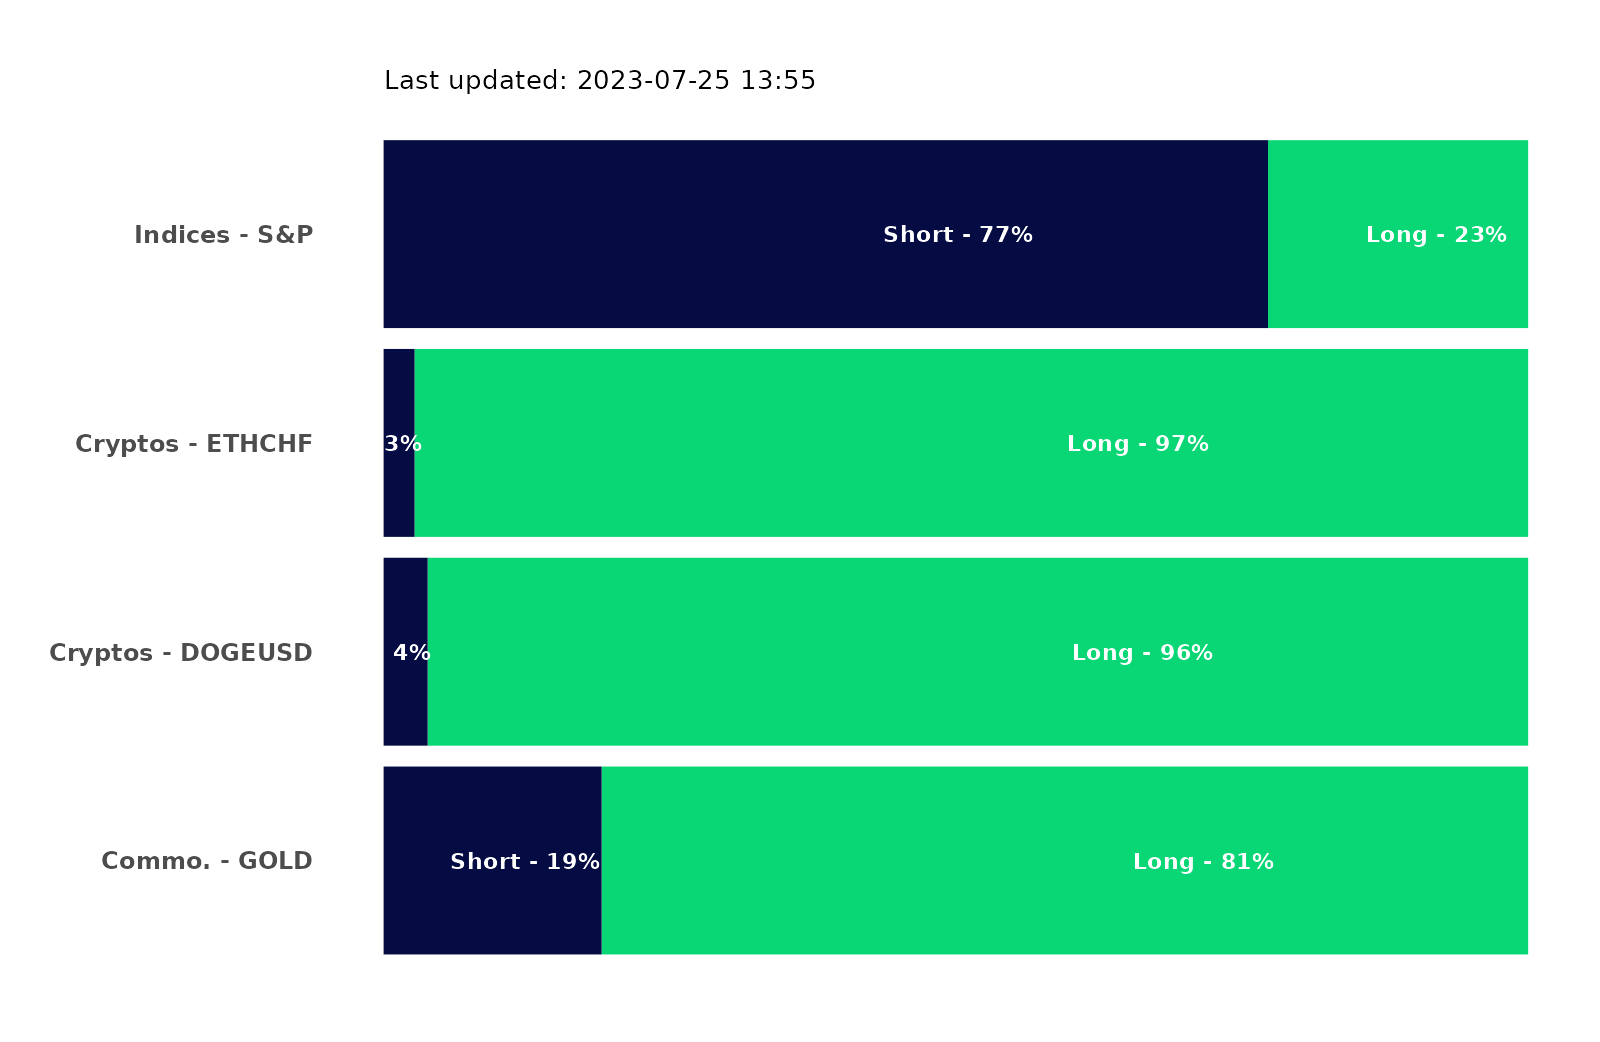 Last updated: 2023-07-25 13:55
Indices - S&P Short - 77% Long - 23%
Cryptos - ETHCHF 3% Long - 97%
Cryptos - DOGEUSD 4% Long - 96%
Commo. - GOLD Short - 19% Long - 81%